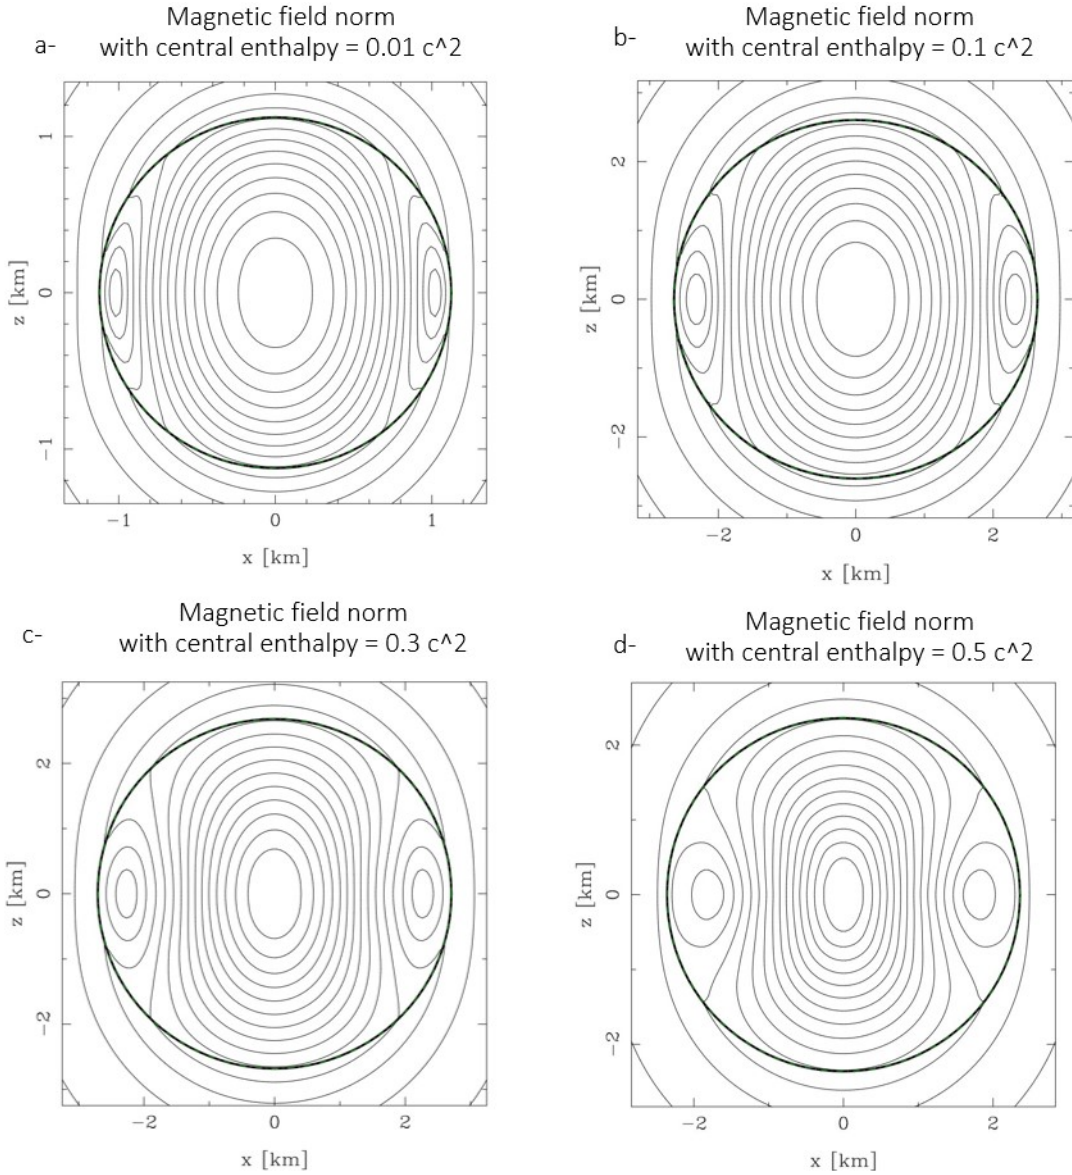 a-
Magnetic field norm
with central enthalpy = 0.01 c^2
z [km]
1
0
−1
−1
0
1
x [km]
b-
Magnetic field norm
with central enthalpy = 0.1 c^2
z [km]
2
0
−2
−2
0
2
x [km]
c-
Magnetic field norm
with central enthalpy = 0.3 c^2
z [km]
2
0
−2
−2
0
2
x [km]
d-
Magnetic field norm
with central enthalpy = 0.5 c^2
z [km]
2
0
−2
−2
0
2
x [km]